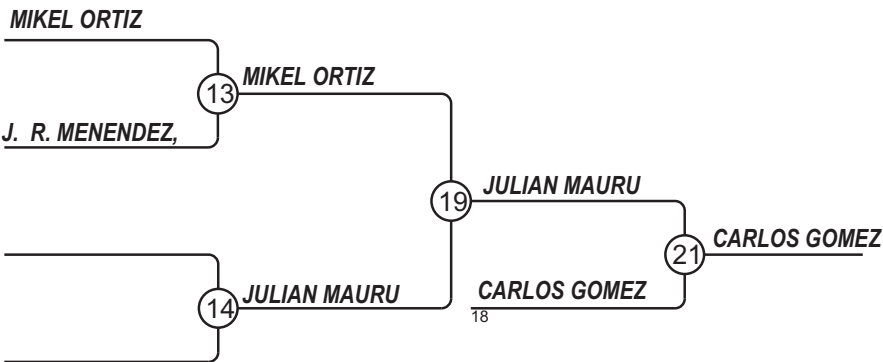 MIKEL ORTIZ
13
MIKEL ORTIZ
J. R. MENENDEZ,
19
JULIAN MAURU
21
CARLOS GOMEZ
14
JULIAN MAURU
CARLOS GOMEZ
18